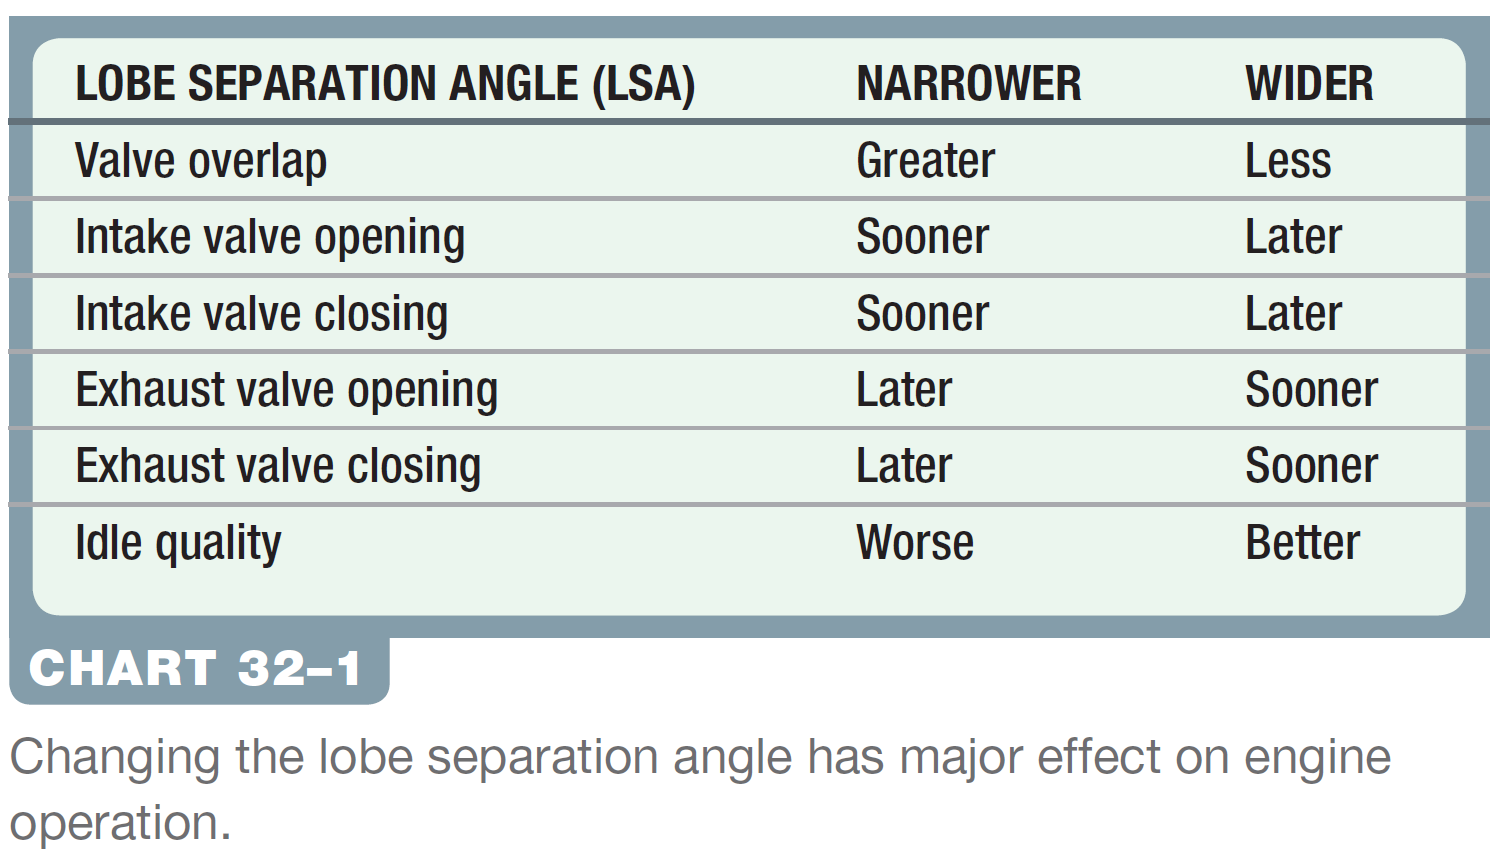 LOBE SEPARATION ANGLE (LSA) NARROWER WIDER
Valve overlap Greater Less
Intake valve opening Sooner Later
Intake valve closing Sooner Later
Exhaust valve opening Later Sooner
Exhaust valve closing Later Sooner
Idle quality Worse Better
CHART 32–1
Changing the lobe separation angle has major effect on engine
operation.